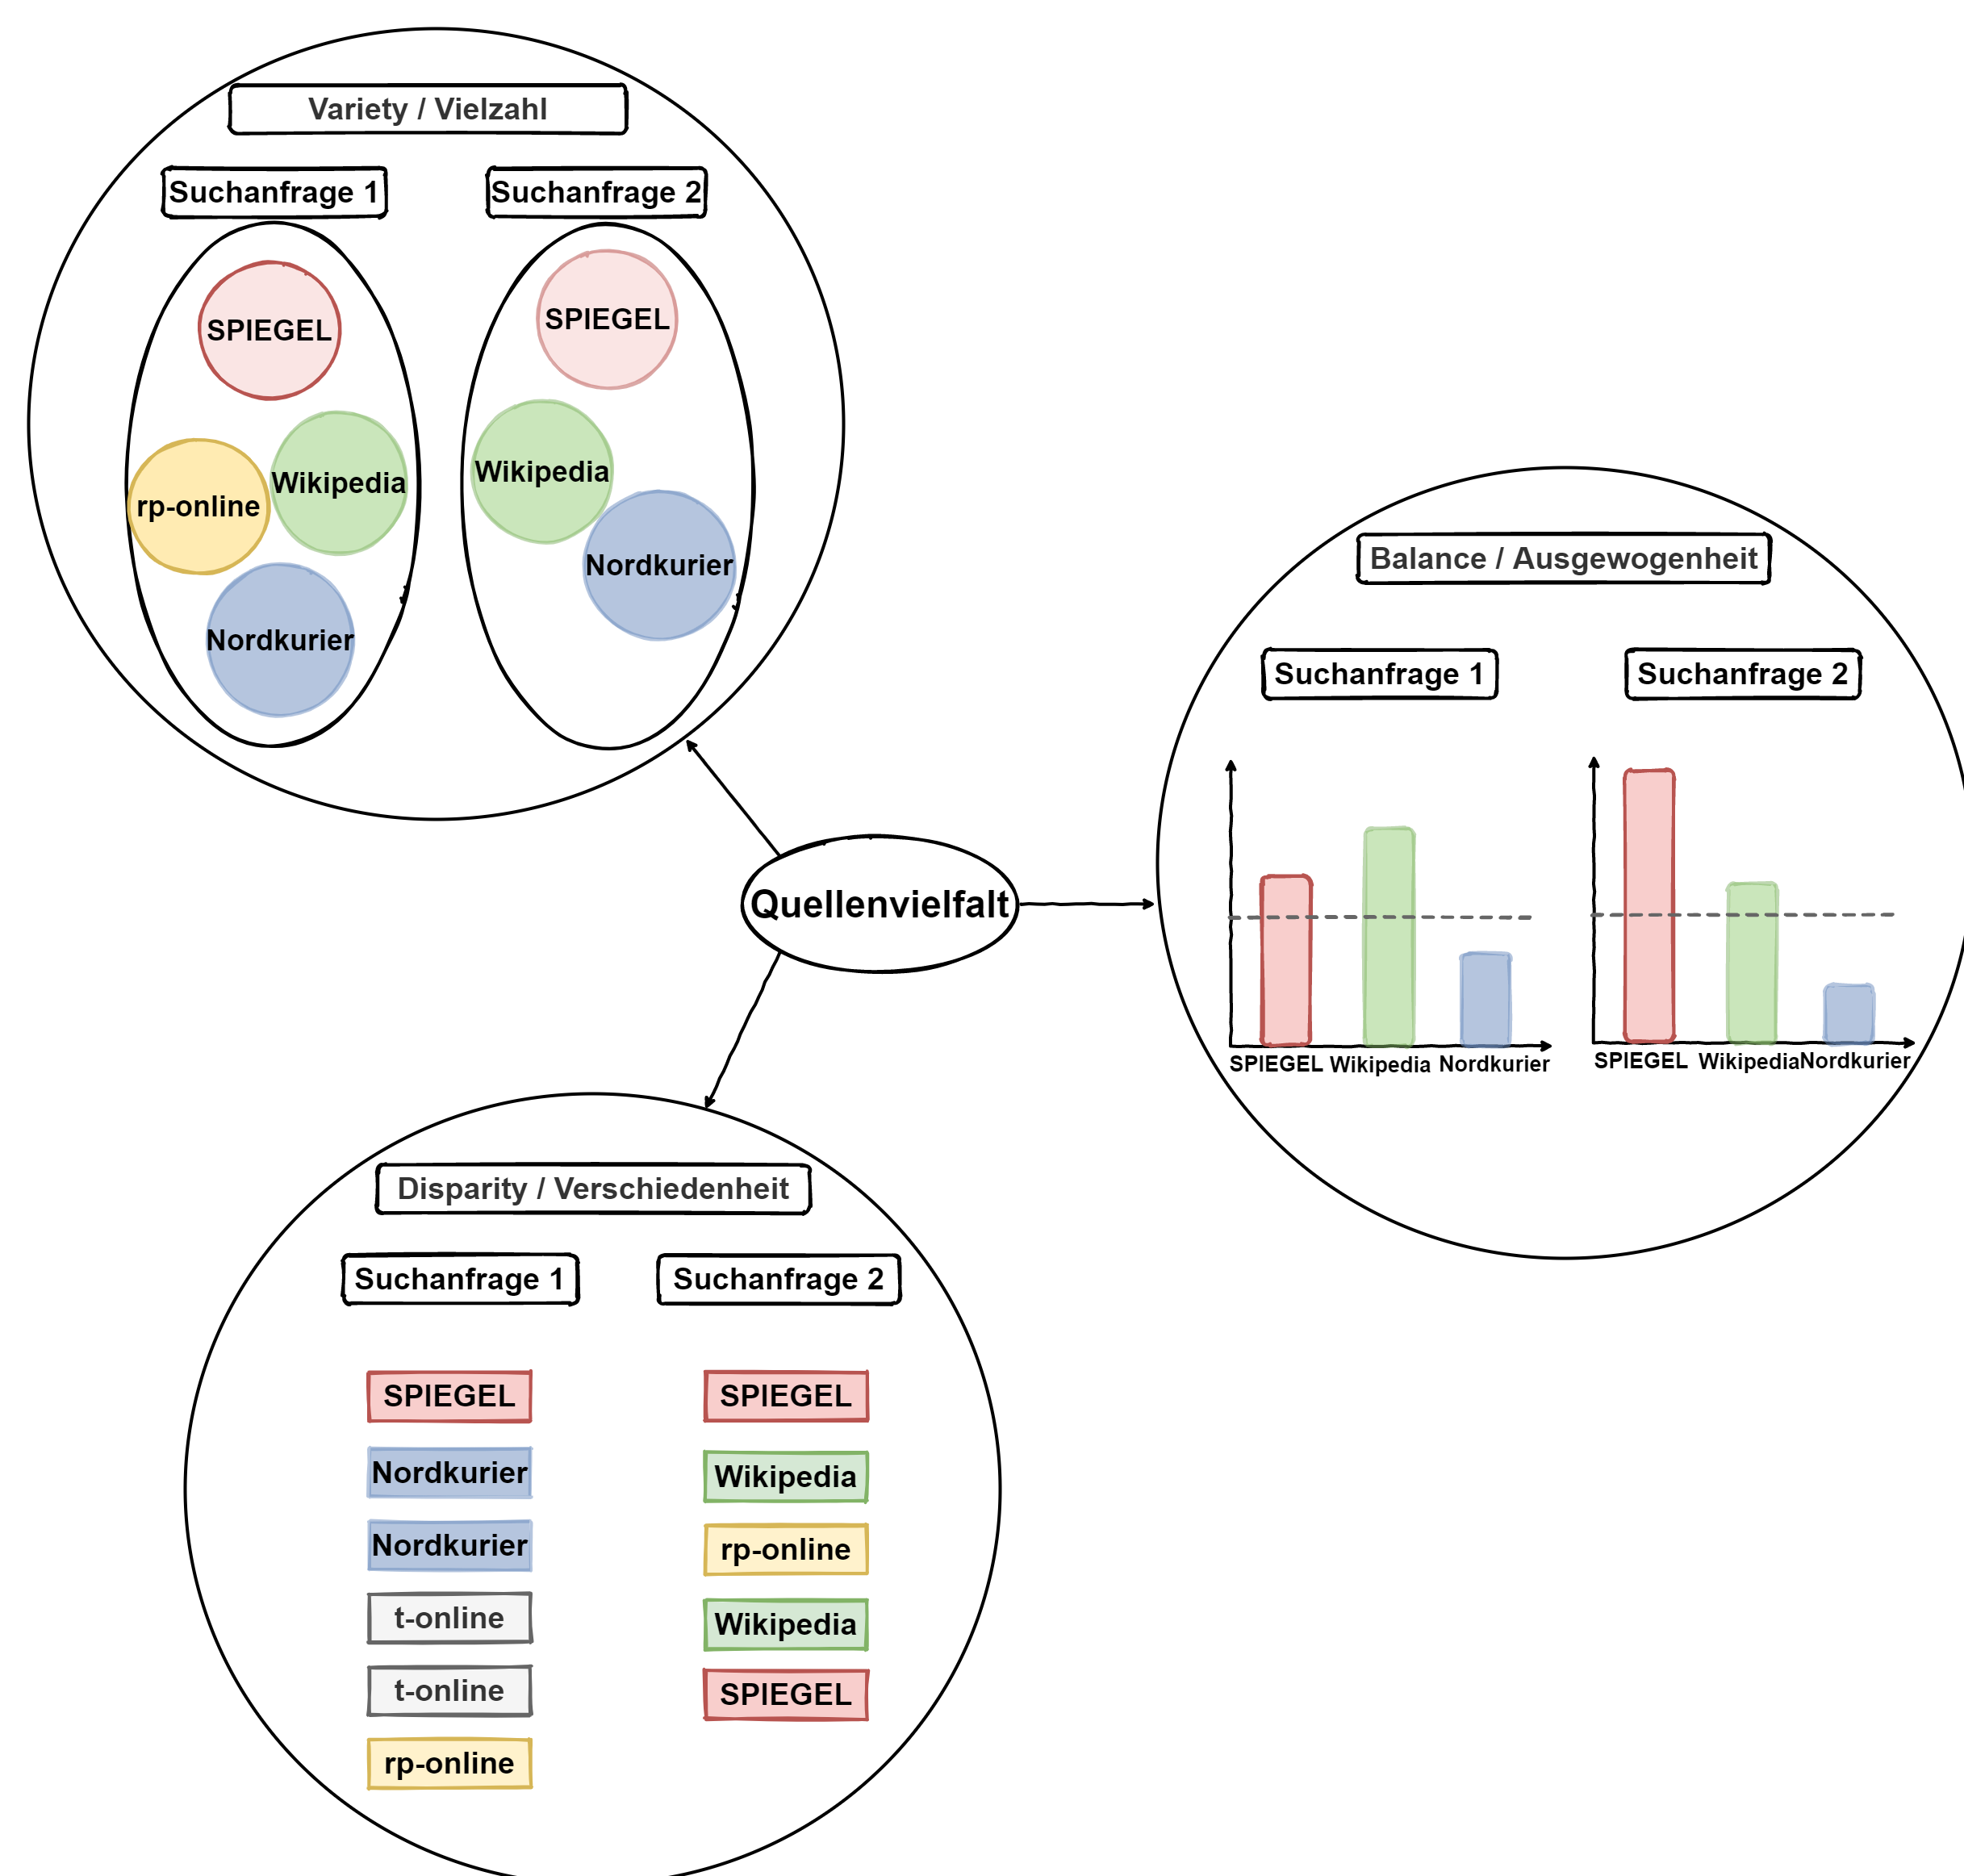 Variety / Vielzahl
Suchanfrage 1
Suchanfrage 2
SPIEGEL
rp-online
Wikipedia
Nordkurier
SPIEGEL
Wikipedia
Nordkurier
Quellenvielfalt
Balance / Ausgewogenheit
Suchanfrage 1
Suchanfrage 2
SPIEGEL Wikipedia Nordkurier
SPIEGEL Wikipedia Nordkurier
Disparity / Verschiedenheit
Suchanfrage 1
Suchanfrage 2
SPIEGEL
Nordkurier
Nordkurier
t-online
t-online
rp-online
SPIEGEL
Wikipedia
rp-online
Wikipedia
SPIEGEL